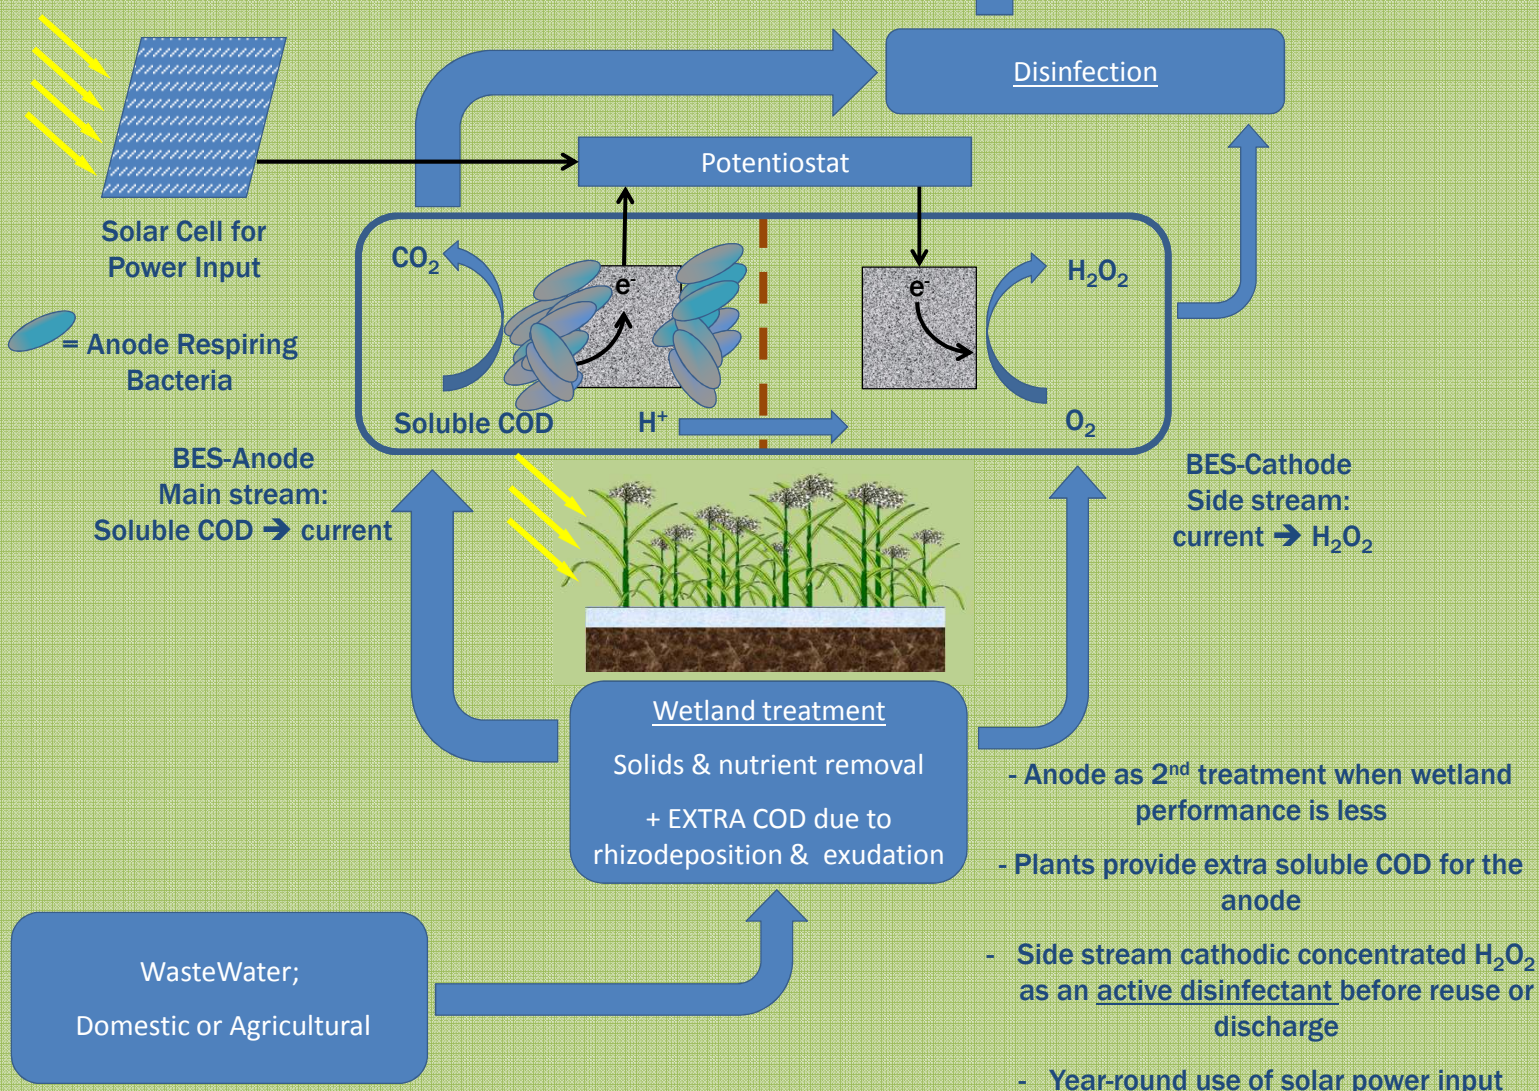 Disinfection
Potentiostat
Solar Cell for
Power Input
CO₂
e⁻
e⁻
H₂O₂
= Anode Respiring
Bacteria
Soluble COD
H⁺
O₂
BES-Anode
Main stream:
Soluble COD ➔ current
BES-Cathode
Side stream:
current ➔ H₂O₂
Wetland treatment
Solids & nutrient removal
+ EXTRA COD due to
rhizodeposition & exudation
- Anode as 2nd treatment when wetland
performance is less
- Plants provide extra soluble COD for the
anode
- Side stream cathodic concentrated H₂O₂
as an active disinfectant before reuse or
discharge
- Year-round use of solar power input
WasteWater;
Domestic or Agricultural